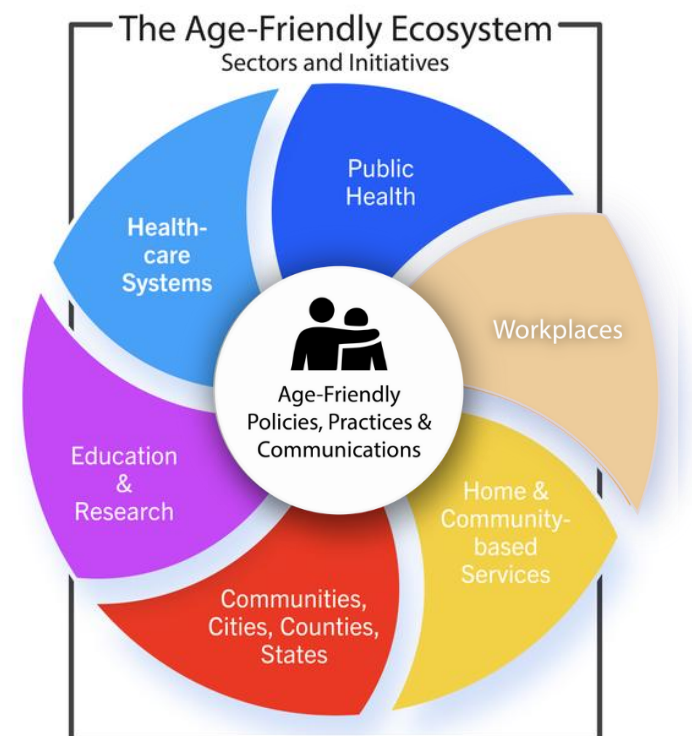 The Age-Friendly Ecosystem
Sectors and Initiatives
Public
Health
Health-
care
Systems
Workplaces
Age-Friendly
Policies, Practices &
Communications
Education
&
Research
Home &
Community-
based
Services
Communities,
Cities, Counties,
States